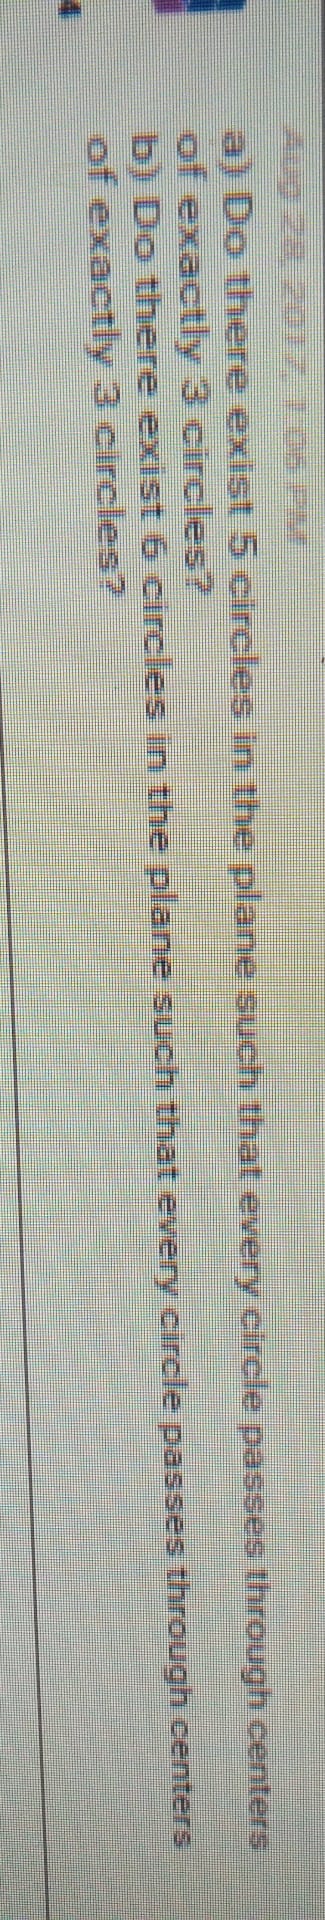 Aug 28, 2017, 1:05 PM
a) Do there exist 5 circles in the plane such that every circle passes through centers
of exactly 3 circles?
b) Do there exist 6 circles in the plane such that every circle passes through centers
of exactly 3 circles?
4